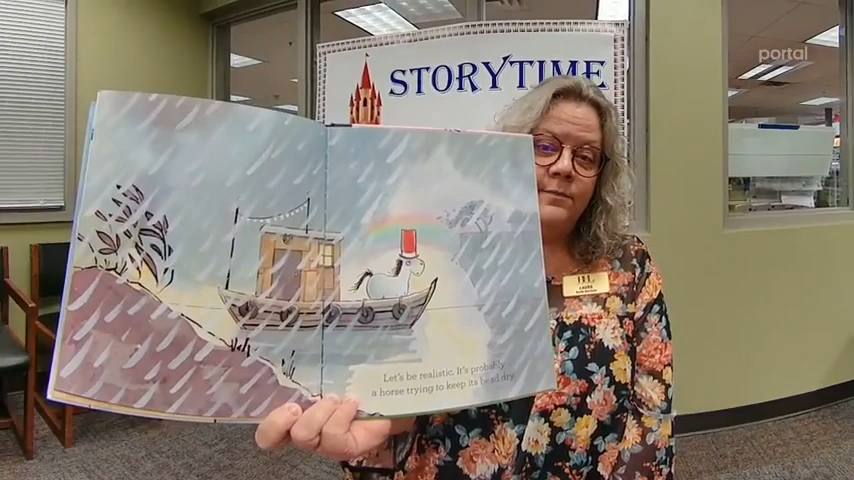 portal
STORYTIME
LAURA
Let's be realistic. It's probably
a horse trying to keep its head dry.